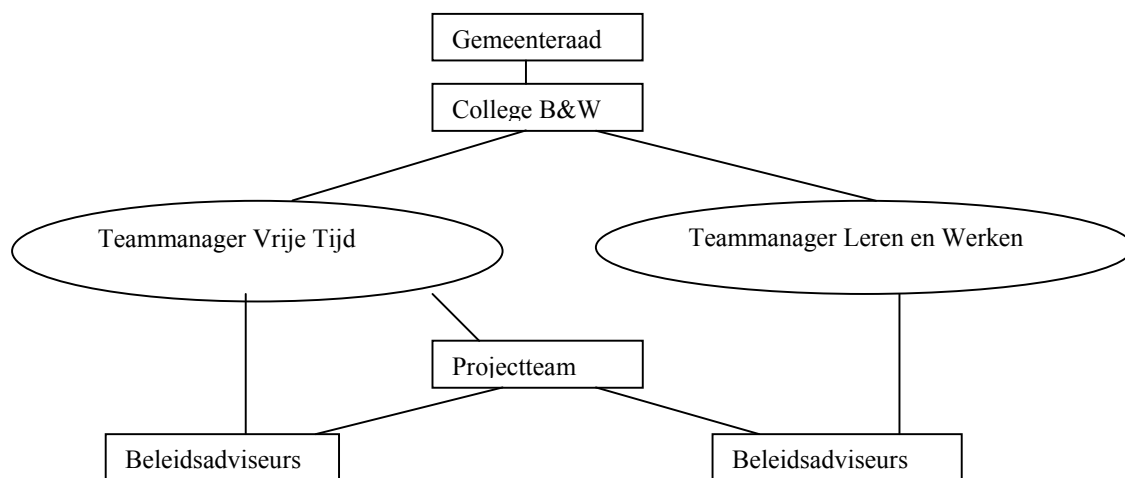 Gemeenteraad
College B&W
Teammanager Vrije Tijd
Teammanager Leren en Werken
Projectteam
Beleidsadviseurs
Beleidsadviseurs